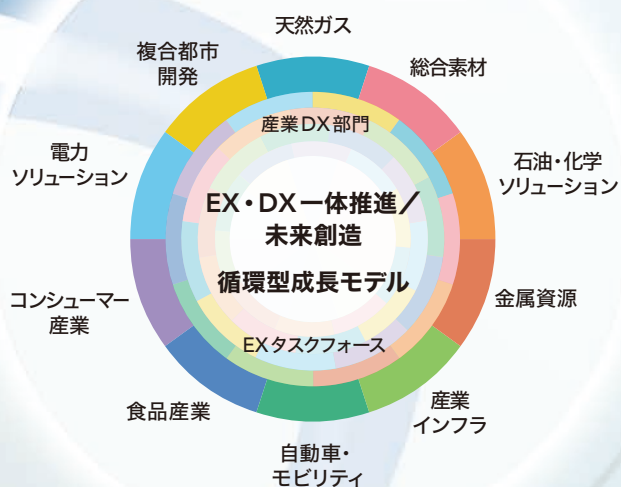 天然ガス
総合素材
石油・化学
ソリューション
金属資源
産業
インフラ
自動車・
モビリティ
食品産業
コンシューマー
産業
電力
ソリューション
複合都市
開発
産業DX部門
EX・DX一体推進/
未来創造
循環型成長モデル
EXタスクフォース